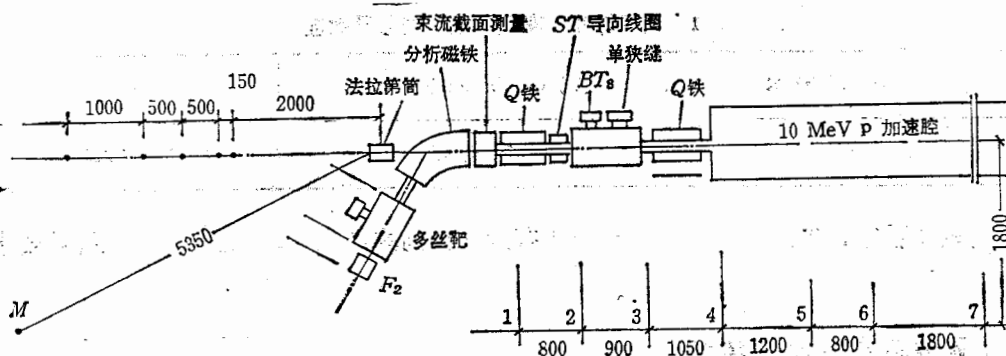 束流截面测量 ST 导向线圈
分析磁铁 单狭缝
150 法拉第筒 Q铁 BT₈ Q铁
1000 500 500 2000
10 MeV p 加速腔
5350
多丝靶
F₂
M
1800
1 2 3 4 5 6 7
800 900 1050 1200 800 1800